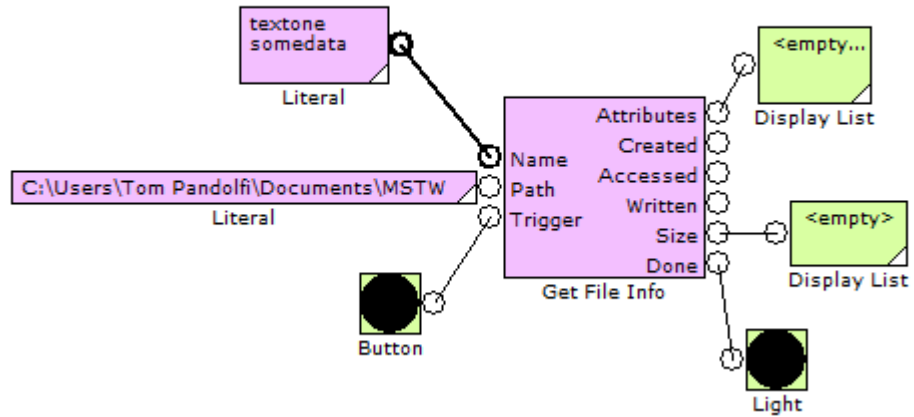 textone
somedata
Literal
C:\Users\Tom Pandolfi\Documents\MSTW
Literal
Button
Name
Path
Trigger
Attributes
Created
Accessed
Written
Size
Done
Get File Info
<empty...
Display List
<empty>
Display List
Light